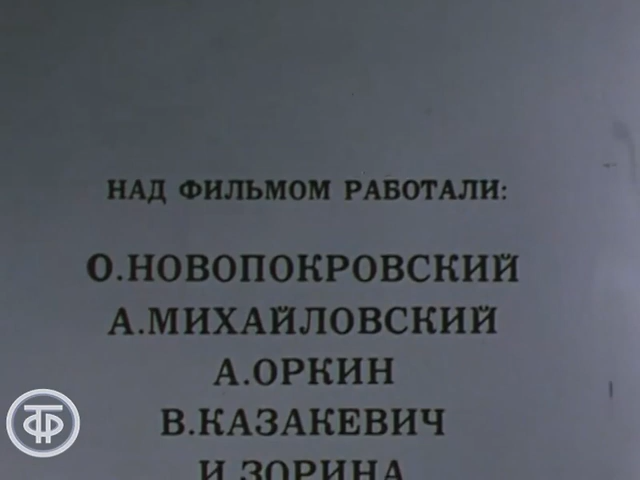 НАД ФИЛЬМОМ РАБОТАЛИ:
О.НОВОПОКРОВСКИЙ
А.МИХАЙЛОВСКИЙ
А.ОРКИН
В.КАЗАКЕВИЧ
И.ЗОРИНА